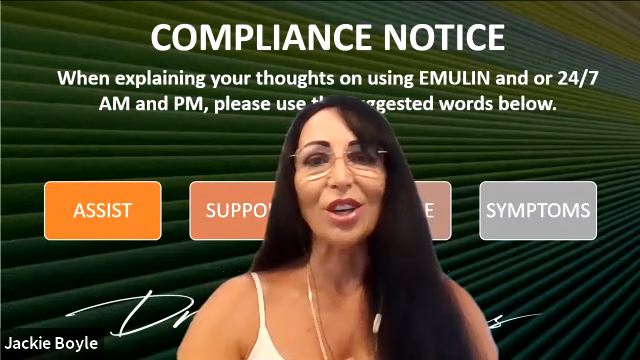 COMPLIANCE NOTICE
When explaining your thoughts on using EMULIN and or 24/7
AM and PM, please use words below.
ASSIST
SYMPTOMS
Jackie Boyle